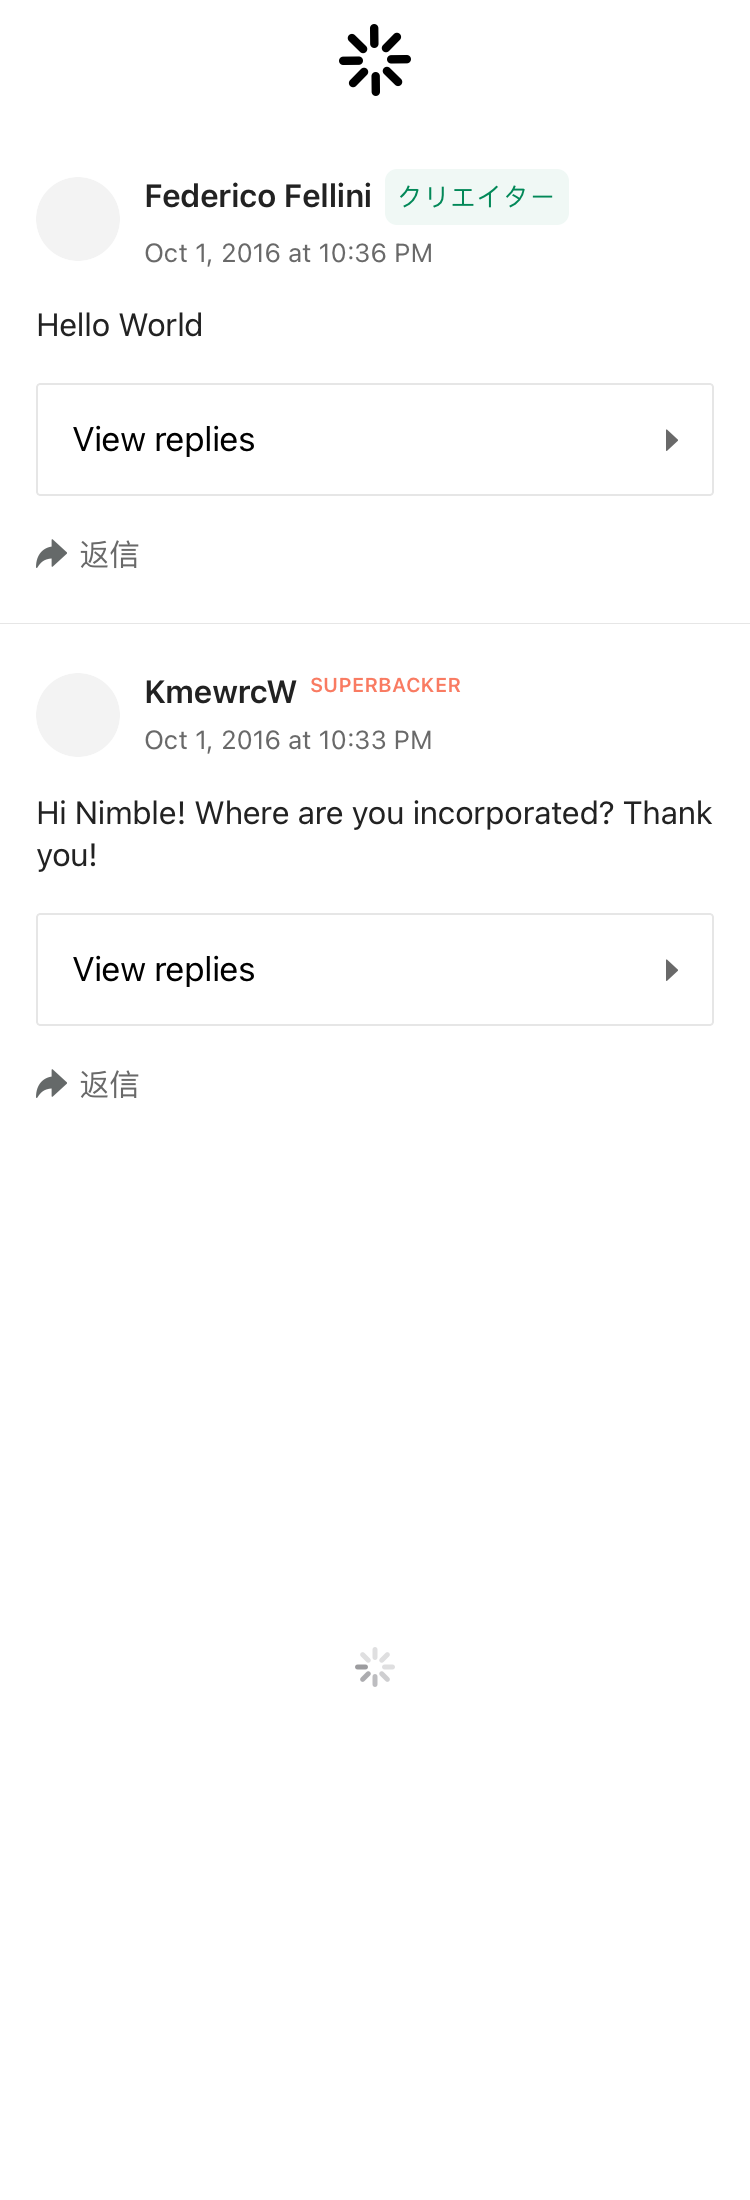 Federico Fellini クリエイター
Oct 1, 2016 at 10:36 PM
Hello World
View replies
返信
KmewrcW SUPERBACKER
Oct 1, 2016 at 10:33 PM
Hi Nimble! Where are you incorporated? Thank
you!
View replies
返信